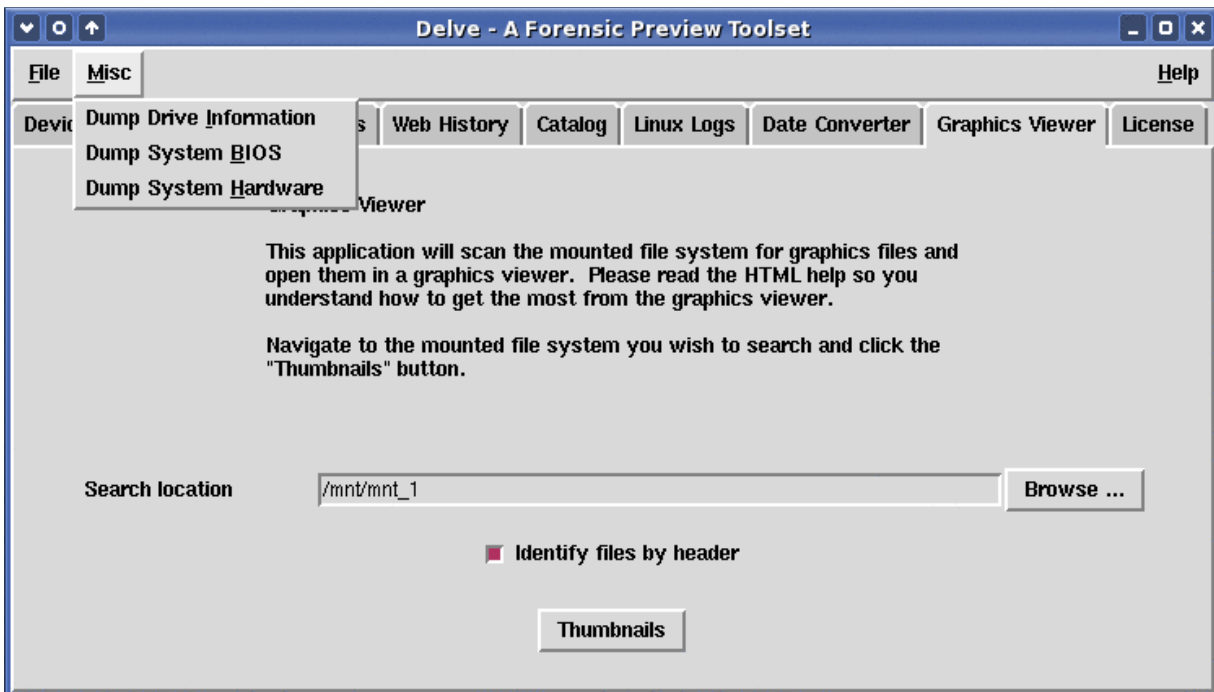 Delve - A Forensic Preview Toolset
File Misc Help
Dump Drive Information
Dump System BIOS
Dump System Hardware
Web History Catalog Linux Logs Date Converter Graphics Viewer License
Viewer
This application will scan the mounted file system for graphics files and
open them in a graphics viewer. Please read the HTML help so you
understand how to get the most from the graphics viewer.
Navigate to the mounted file system you wish to search and click the
"Thumbnails" button.
Search location /mnt/mnt_1 Browse ...
Identify files by header
Thumbnails